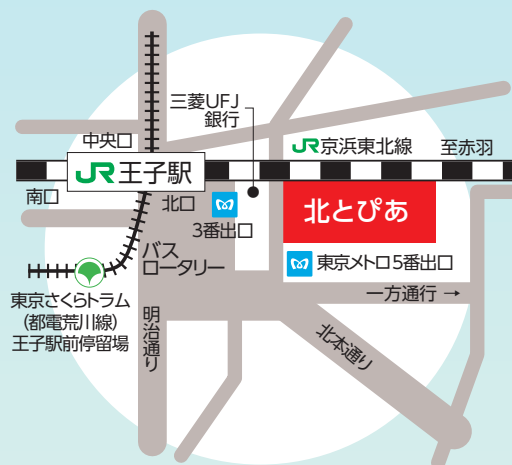 三菱UFJ
銀行
中央口
JR京浜東北線
至赤羽
JR王子駅
南口
北口
3番出口
北とぴあ
バス
ロータリー
東京メトロ5番出口
一方通行 →
東京さくらトラム
(都電荒川線)
王子駅前停留場
明治通り
北本通り